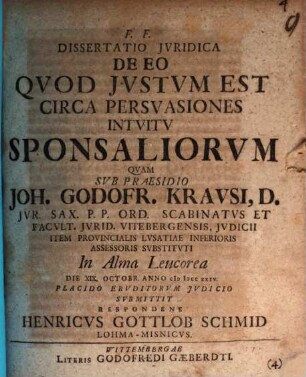 F. F.
DISSERTATIO JVRIDICA
DE EO
QVOD JVSTVM EST
CIRCA PERSVASIONES
INTVITV
SPONSALIORVM
QVAM
SVB PRAESIDIO
JOH. GODOFR. KRAVSI, D.
JVR. SAX. P. P. ORD. SCABINATVS ET
FACVLT. JVRID. VITEBERGENSIS, JVDICII
ITEM PROVINCIALIS LVSATIAE INFERIORIS
ASSESSORIS SVBSTITVTI
In Alma Leucorea
DIE XIX. OCTOBR. ANNO
PLACIDO ERVDITORVM JVDICIO
SVBMITTIT
RESPONDENS
HENRICVS GOTTLOB SCHMID
LOHMA-MISNICVS.
WITTEMBERGAE
LITERIS GODOFREDI GÆBERDTI.
(4)